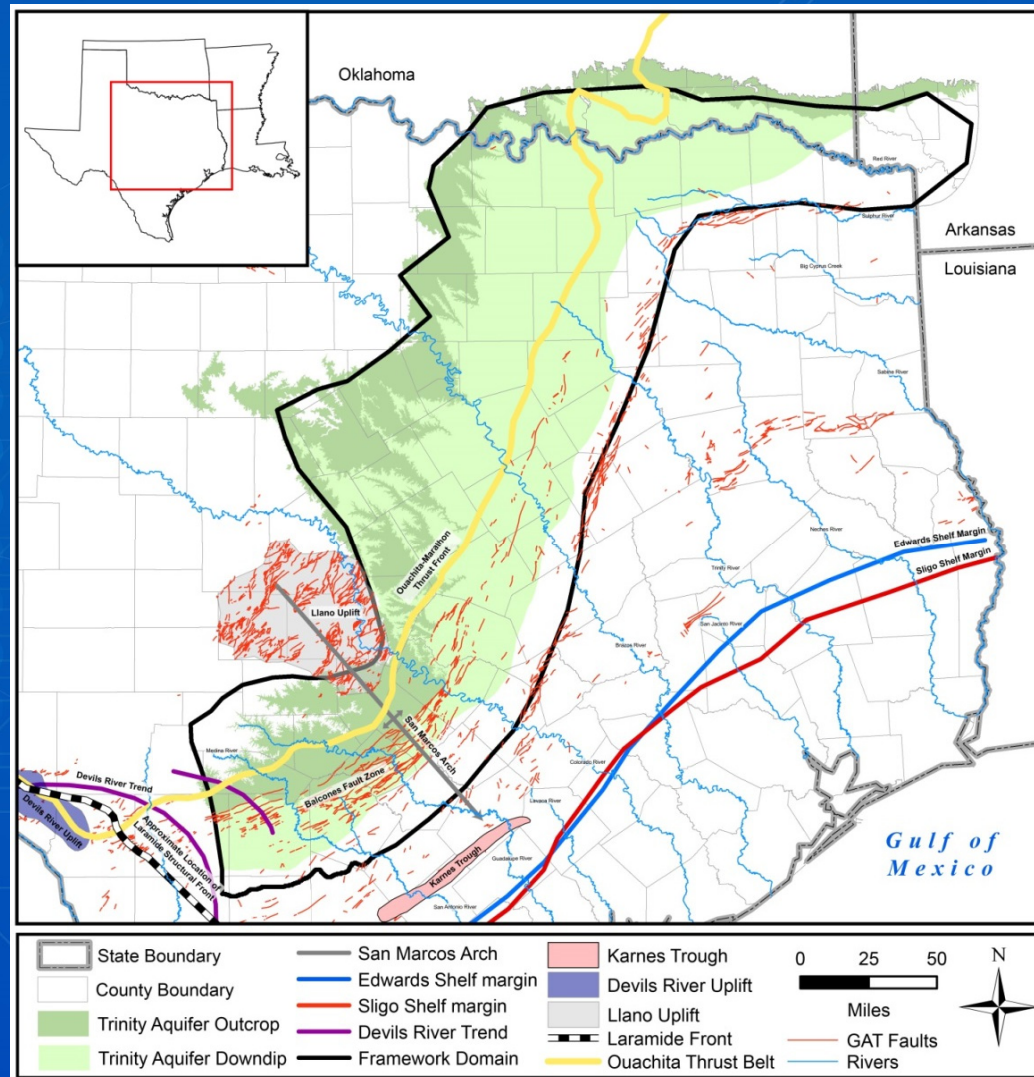 Oklahoma
Red River
Sulphur River
Arkansas
Louisiana
Big Cyprus Creek
Sabine River
Neches River
Edwards Shelf Margin
Sligo Shelf Margin
Trinity River
San Jacinto River
Brazos River
Ouachita-Marathon
Thrust Front
Llano Uplift
San Marcos Arch
Medina River
Balcones Fault Zone
Colorado River
Lavaca River
Guadalupe River
Karnes Trough
San Antonio River
Devils River Trend
Devils River Uplift
Approximate Location of
Laramide Structural Front
Gulf of
Mexico
State Boundary
County Boundary
Trinity Aquifer Outcrop
Trinity Aquifer Downdip
San Marcos Arch
Edwards Shelf margin
Sligo Shelf margin
Devils River Trend
Framework Domain
Karnes Trough
Devils River Uplift
Llano Uplift
Laramide Front
Ouachita Thrust Belt
0 25 50
Miles
N
GAT Faults
Rivers